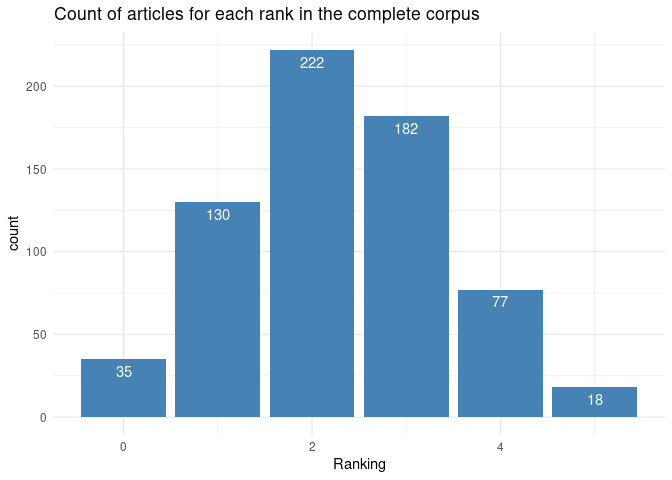 Count of articles for each rank in the complete corpus
count
200
150
100
50
0
222
182
130
77
35
18
0 2 4
Ranking